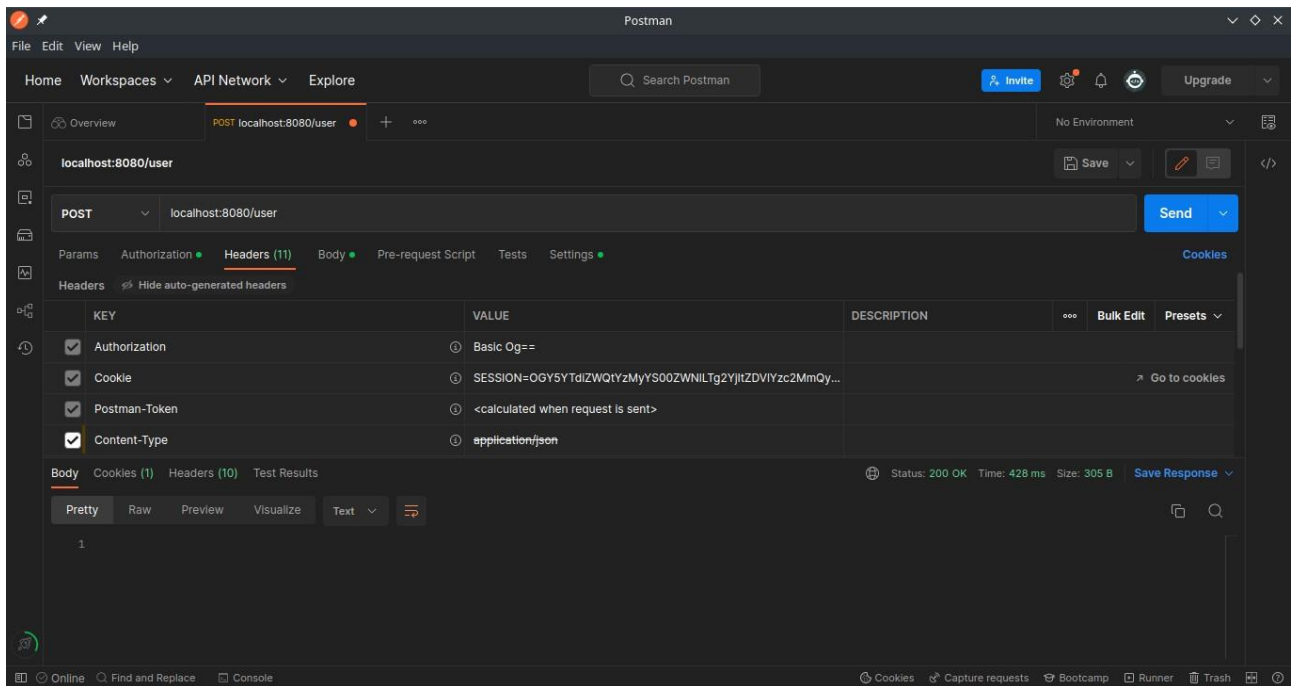 Postman
File Edit View Help
Home Workspaces API Network Explore Search Postman Invite Upgrade
Overview POST localhost:8080/user No Environment
localhost:8080/user Save
POST localhost:8080/user Send
Params Authorization Headers (11) Body Pre-request Script Tests Settings Cookies
Headers Hide auto-generated headers
KEY VALUE DESCRIPTION Bulk Edit Presets
Authorization Basic Og==
Cookie Go to cookies
Postman-Token <calculated when request is sent>
Content-Type application/json
Body Cookies (1) Headers (10) Test Results Status: 200 OK Time: 428 ms Size: 305 B Save Response
Pretty Raw Preview Visualize Text
1
Online Find and Replace Console Cookies Capture requests Bootcamp Runner Trash